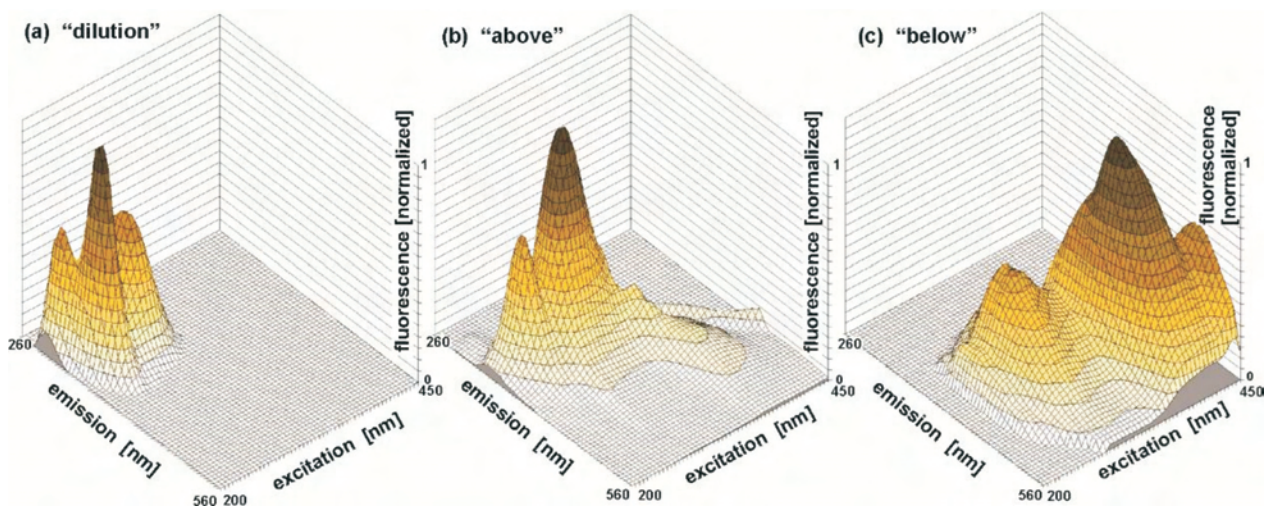 (a) "dilution"
1
fluorescence [normalized]
0
450
260
emission [nm]
excitation [nm]
560 200
(b) "above"
1
fluorescence [normalized]
0
450
260
emission [nm]
excitation [nm]
560 200
(c) "below"
fluorescence
[normalized]
1
0
450
260
emission [nm]
excitation [nm]
560 200